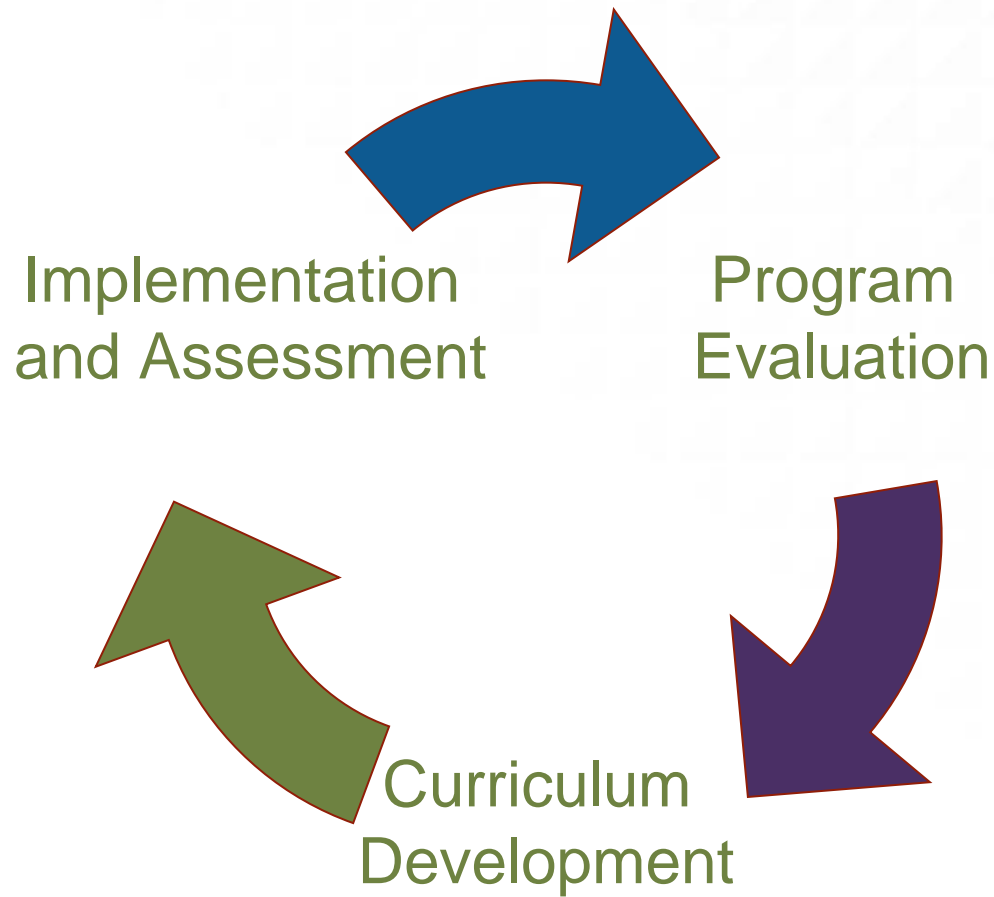 Implementation
and Assessment
Program
Evaluation
Curriculum
Development